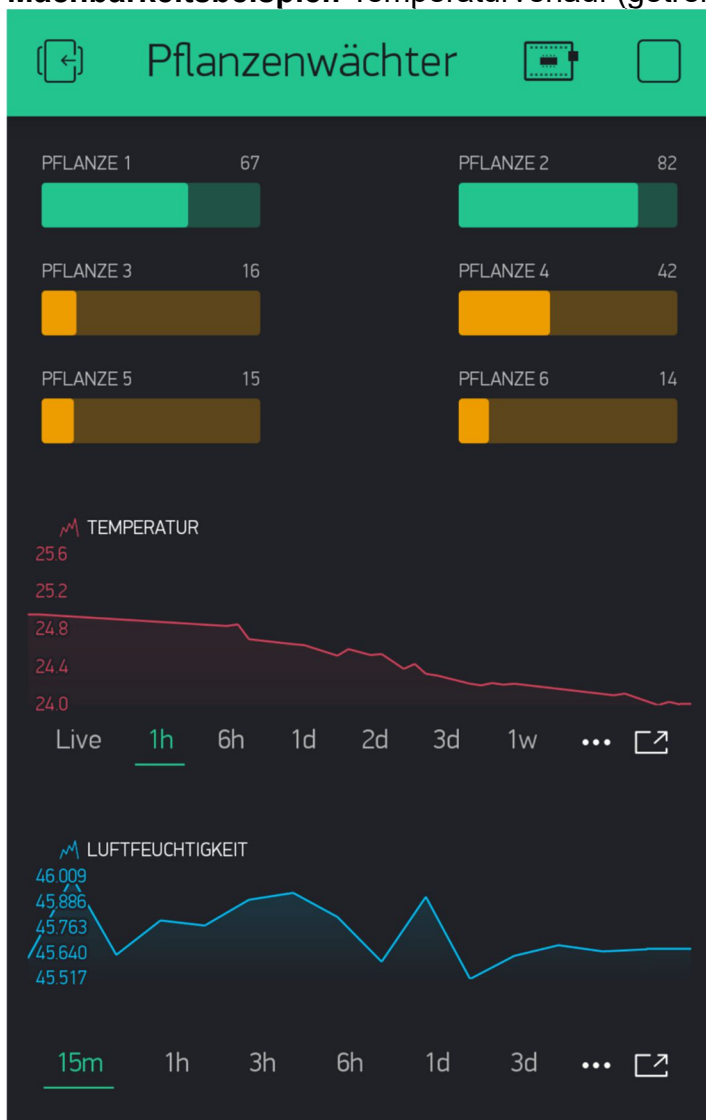 Machbarkeitsbeispiel: Temperaturverlauf
Pflanzenwächter
PFLANZE 1 67 PFLANZE 2 82
PFLANZE 3 16 PFLANZE 4 42
PFLANZE 5 15 PFLANZE 6 14
TEMPERATUR
25.6
25.2
24.8
24.4
24.0
Live 1h 6h 1d 2d 3d 1w
LUFTFEUCHTIGKEIT
46.009
45.886
45.763
45.640
45.517
15m 1h 3h 6h 1d 3d